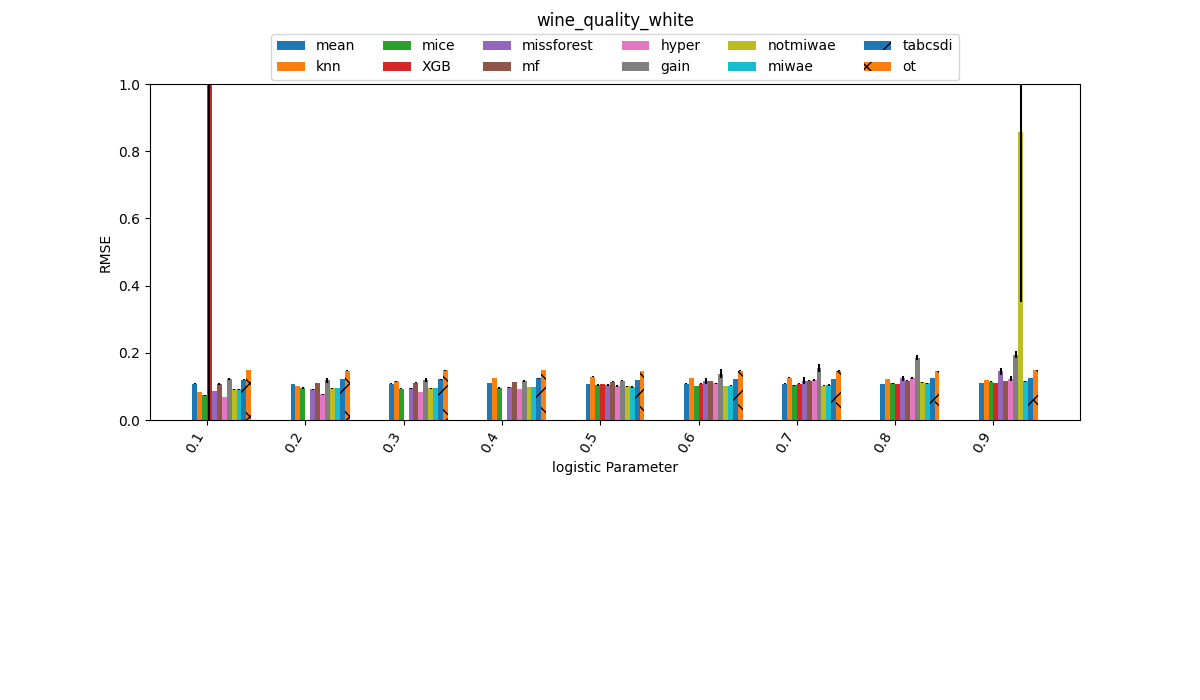 wine_quality_white
mean mice missforest hyper notmiwae tabcsdi
knn XGB mf gain miwae ot
1.0
0.8
0.6
0.4
0.2
0.0
RMSE
0.1 0.2 0.3 0.4 0.5 0.6 0.7 0.8 0.9
logistic Parameter